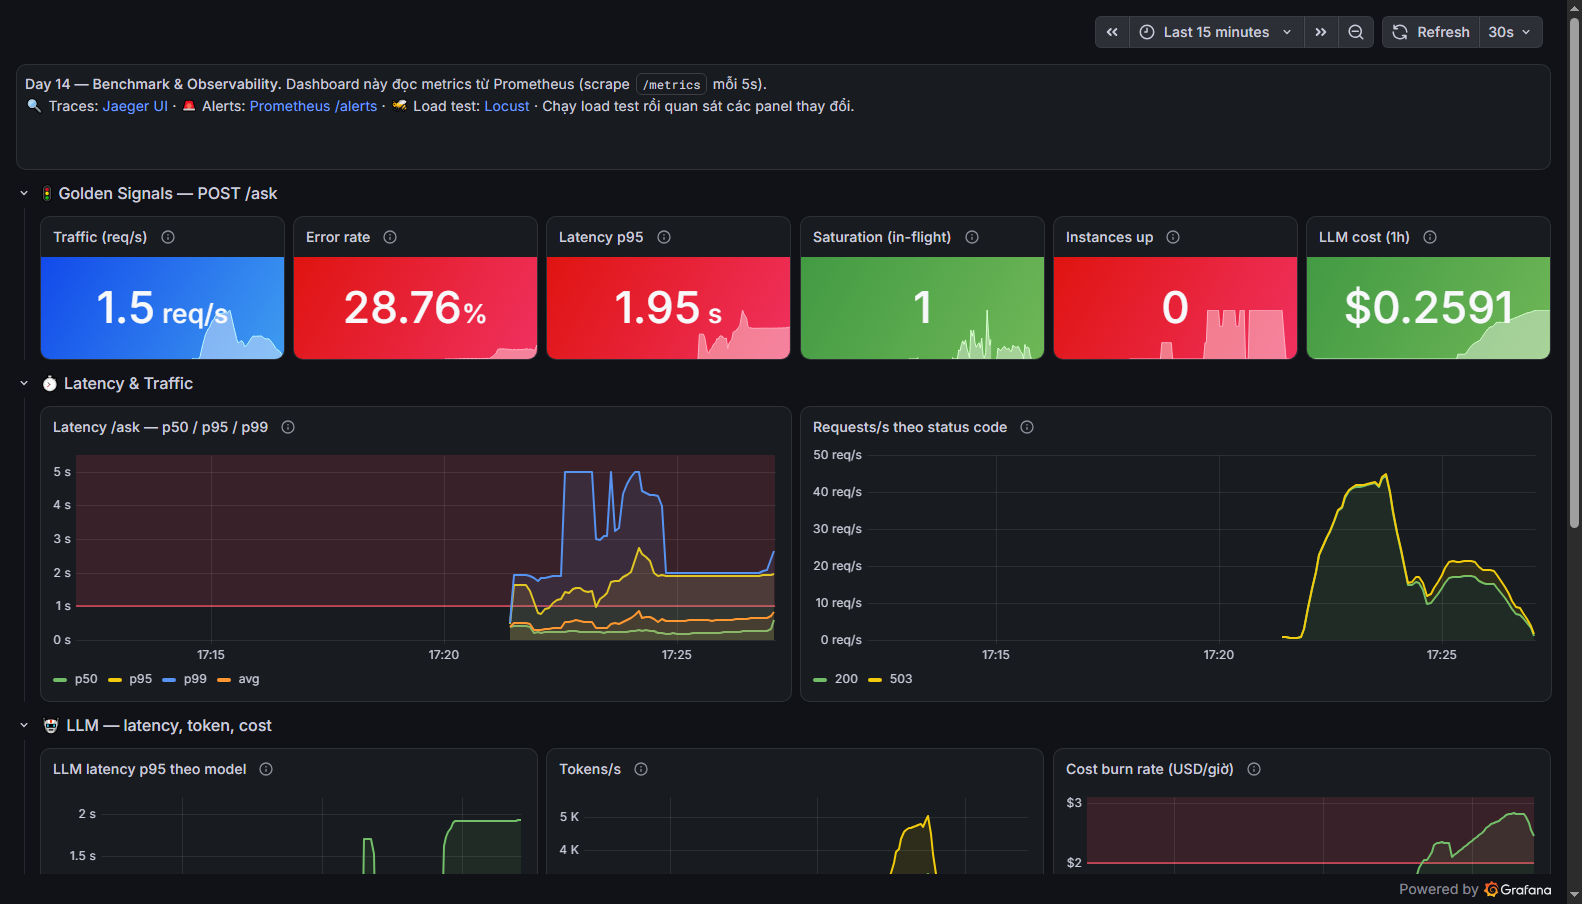 Last 15 minutes
Refresh
30s
Day 14 — Benchmark & Observability. Dashboard này đọc metrics từ Prometheus (scrape /metrics mỗi 5s).
Traces: Jaeger UI · Alerts: Prometheus /alerts · Load test: Locust · Chạy load test rồi quan sát các panel thay đổi.
Golden Signals — POST /ask
Traffic (req/s)
1.5 req/s
Error rate
28.76%
Latency p95
1.95 s
Saturation (in-flight)
1
Instances up
0
LLM cost (1h)
$0.2591
Latency & Traffic
Latency /ask — p50 / p95 / p99
5 s
4 s
3 s
2 s
1 s
0 s
17:15
17:20
17:25
p50
p95
p99
avg
Requests/s theo status code
50 req/s
40 req/s
30 req/s
20 req/s
10 req/s
0 req/s
17:15
17:20
17:25
200
503
LLM — latency, token, cost
LLM latency p95 theo model
2 s
1.5 s
Tokens/s
5 K
4 K
Cost burn rate (USD/giờ)
$3
$2
Powered by Grafana